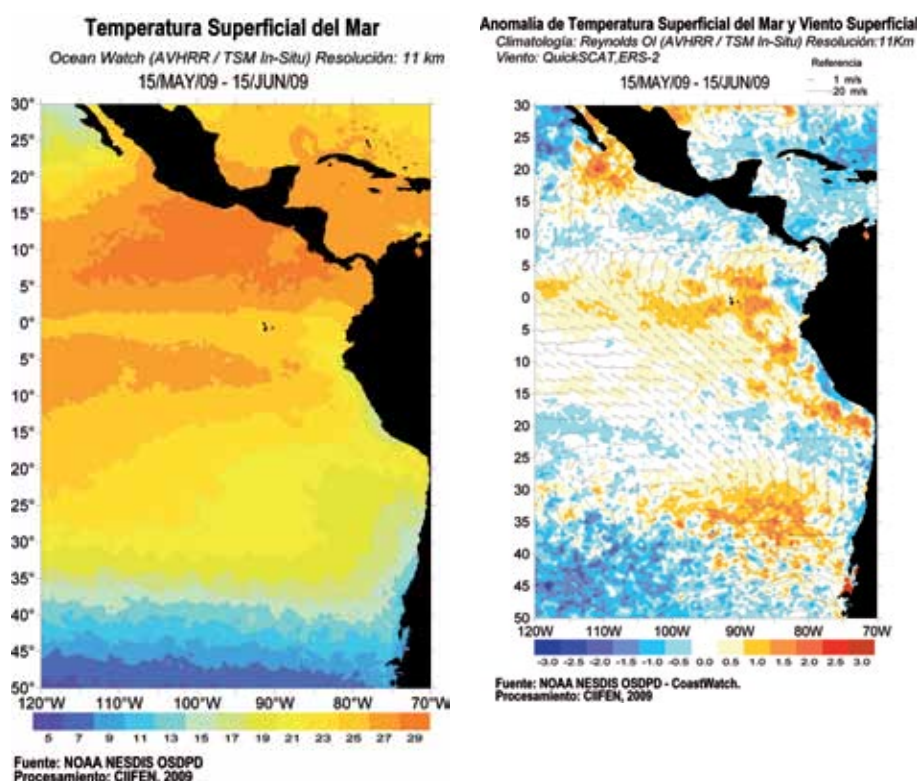 Temperatura Superficial del Mar
Ocean Watch (AVHRR / TSM In-Situ) Resolución: 11 km
15/MAY/09 - 15/JUN/09
30°
25°
20°
15°
10°
5°
0°
5°
10°
15°
20°
25°
30°
35°
40°
45°
50°
120°W 110°W 100°W 90°W 80°W 70°W
5 7 9 11 13 15 17 19 21 23 25 27 29
Fuente: NOAA NESDIS OSDPD
Procesamiento: CIIFEN, 2009
Anomalía de Temperatura Superficial del Mar y Viento Superficial
Climatología: Reynolds OI (AVHRR / TSM In-Situ) Resolución:11Km
Viento: QuickSCAT,ERS-2
Referencia
1 m/s
20 m/s
15/MAY/09 - 15/JUN/09
30
25
20
15
10
5
0
5
10
15
20
25
30
35
40
45
50
120W 110W 100W 90W 80W 70W
-3.0 -2.5 -2.0 -1.5 -1.0 -0.5 0.0 0.5 1.0 1.5 2.0 2.5 3.0
Fuente: NOAA NESDIS OSDPD - CoastWatch.
Procesamiento: CIIFEN, 2009